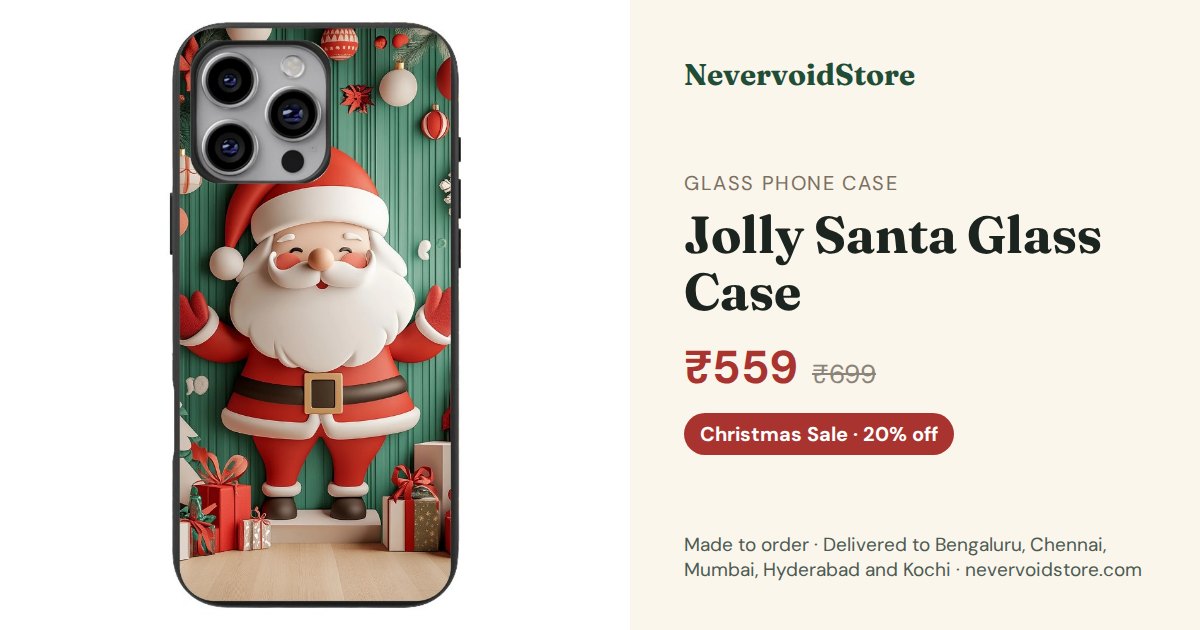 NevervoidStore
GLASS PHONE CASE
Jolly Santa Glass
Case
₹559 ₹699
Christmas Sale · 20% off
Made to order · Delivered to Bengaluru, Chennai,
Mumbai, Hyderabad and Kochi · nevervoidstore.com